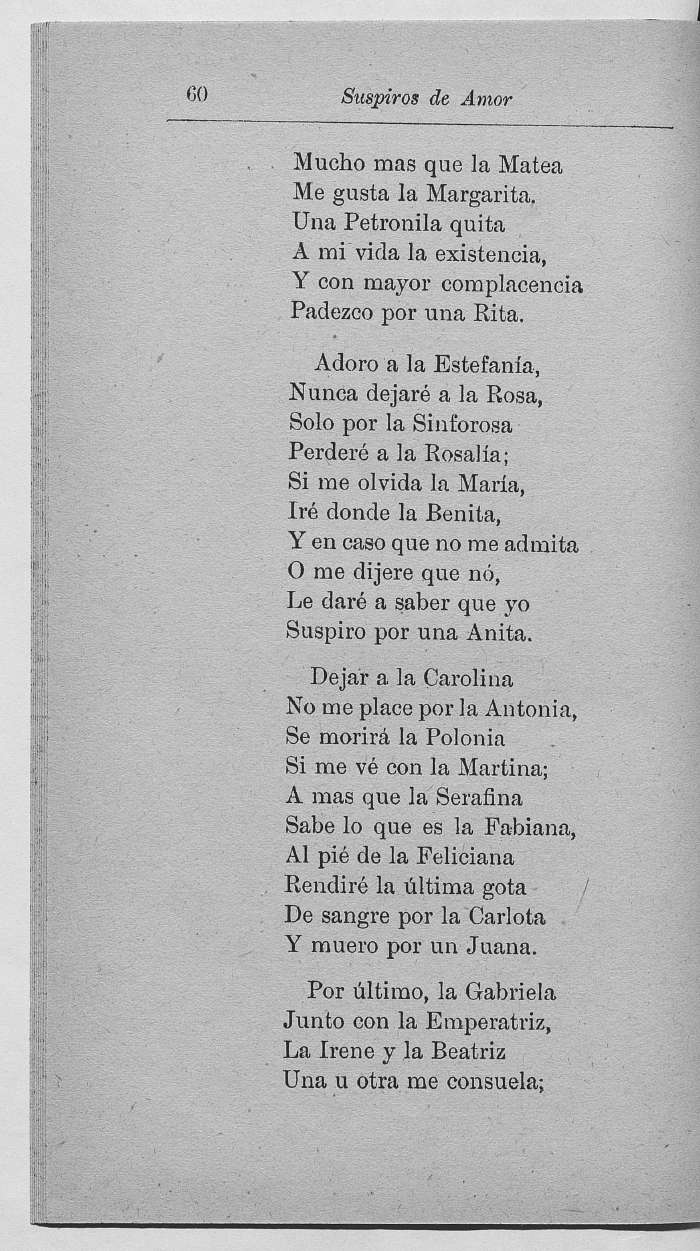 60 Suspiros de Amor
Mucho mas que la Matea
Me gusta la Margarita.
Una Petronila quita
A mi vida la existencia,
Y con mayor complacencia
Padezco por una Rita.
Adoro a la Estefanía,
Nunca dejaré a la Rosa,
Solo por la Sinforosa
Perderé a la Rosalía;
Si me olvida la María,
Iré donde la Benita,
Y en caso que no me admita
O me dijere que nó,
Le daré a saber que yo
Suspiro por una Anita.
Dejar a la Carolina
No me place por la Antonia,
Se morirá la Polonia
Si me vé con la Martina;
A mas que la Serafina
Sabe lo que es la Fabiana,
Al pié de la Feliciana
Rendiré la última gota
De sangre por la Carlota
Y muero por un Juana.
Por último, la Gabriela
Junto con la Emperatriz,
La Irene y la Beatriz
Una u otra me consuela;